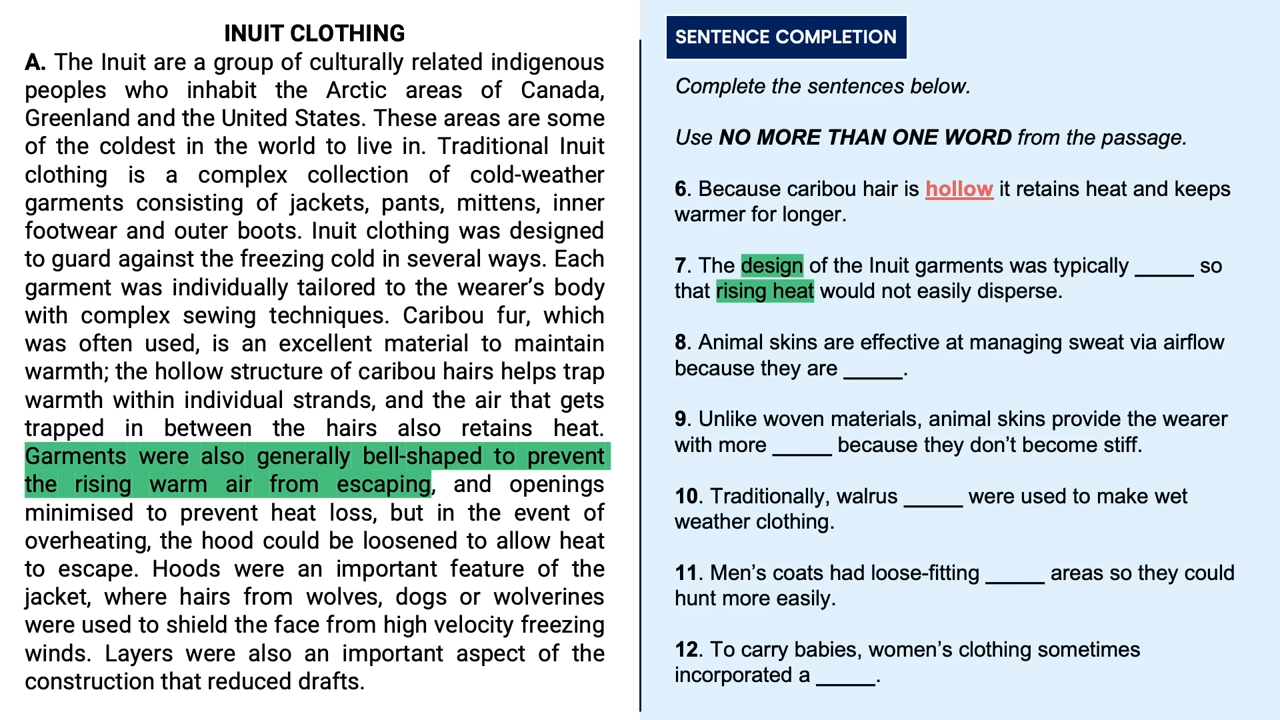 INUIT CLOTHING
A. The Inuit are a group of culturally related indigenous
peoples who inhabit the Arctic areas of Canada,
Greenland and the United States. These areas are some
of the coldest in the world to live in. Traditional Inuit
clothing is a complex collection of cold-weather
garments consisting of jackets, pants, mittens, inner
footwear and outer boots. Inuit clothing was designed
to guard against the freezing cold in several ways. Each
garment was individually tailored to the wearer's body
with complex sewing techniques. Caribou fur, which
was often used, is an excellent material to maintain
warmth; the hollow structure of caribou hairs helps trap
warmth within individual strands, and the air that gets
trapped in between the hairs also retains heat.
Garments were also generally bell-shaped to prevent
the rising warm air from escaping, and openings
minimised to prevent heat loss, but in the event of
overheating, the hood could be loosened to allow heat
to escape. Hoods were an important feature of the
jacket, where hairs from wolves, dogs or wolverines
were used to shield the face from high velocity freezing
winds. Layers were also an important aspect of the
construction that reduced drafts.
SENTENCE COMPLETION
Complete the sentences below.
Use NO MORE THAN ONE WORD from the passage.
6. Because caribou hair is hollow it retains heat and keeps
warmer for longer.
7. The design of the Inuit garments was typically _____ so
that rising heat would not easily disperse.
8. Animal skins are effective at managing sweat via airflow
because they are _____.
9. Unlike woven materials, animal skins provide the wearer
with more _____ because they don't become stiff.
10. Traditionally, walrus _____ were used to make wet
weather clothing.
11. Men's coats had loose-fitting _____ areas so they could
hunt more easily.
12. To carry babies, women's clothing sometimes
incorporated a _____.